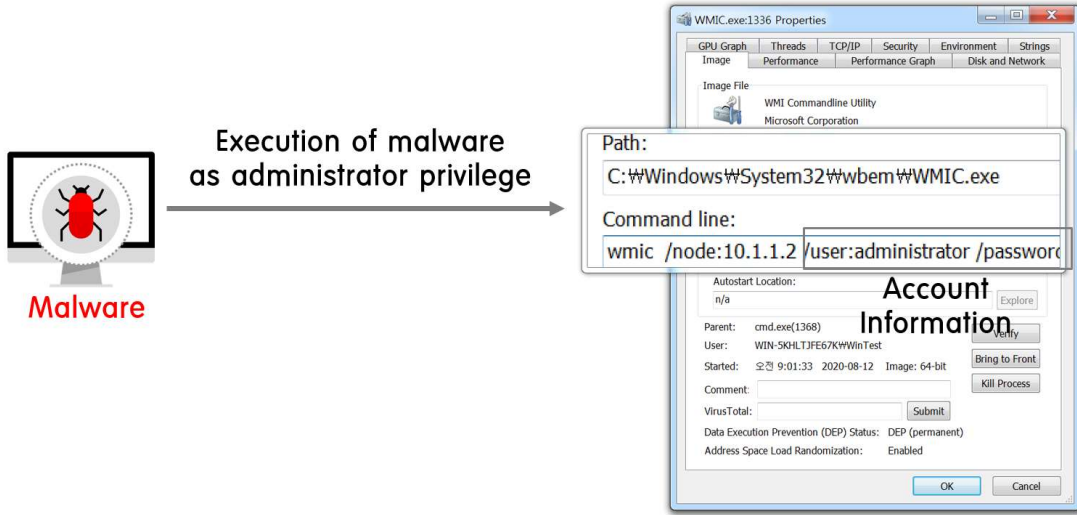 Execution of malware
as administrator privilege
Malware
WMIC.exe:1336 Properties
GPU Graph Threads TCP/IP Security Environment Strings
Image Performance Performance Graph Disk and Network
Image File
WMI Commandline Utility
Microsoft Corporation
Path:
C:₩Windows₩System32₩wbem₩WMIC.exe
Command line:
wmic /node:10.1.1.2 /user:administrator /password
Account
Information
Autostart Location:
n/a Explore
Parent: cmd.exe(1368) Verify
User: WIN-5KHLTJFE67K₩WinTest
Bring to Front
Started: 오전 9:01:33 2020-08-12 Image: 64-bit
Kill Process
Comment:
VirusTotal: Submit
Data Execution Prevention (DEP) Status: DEP (permanent)
Address Space Load Randomization: Enabled
OK Cancel